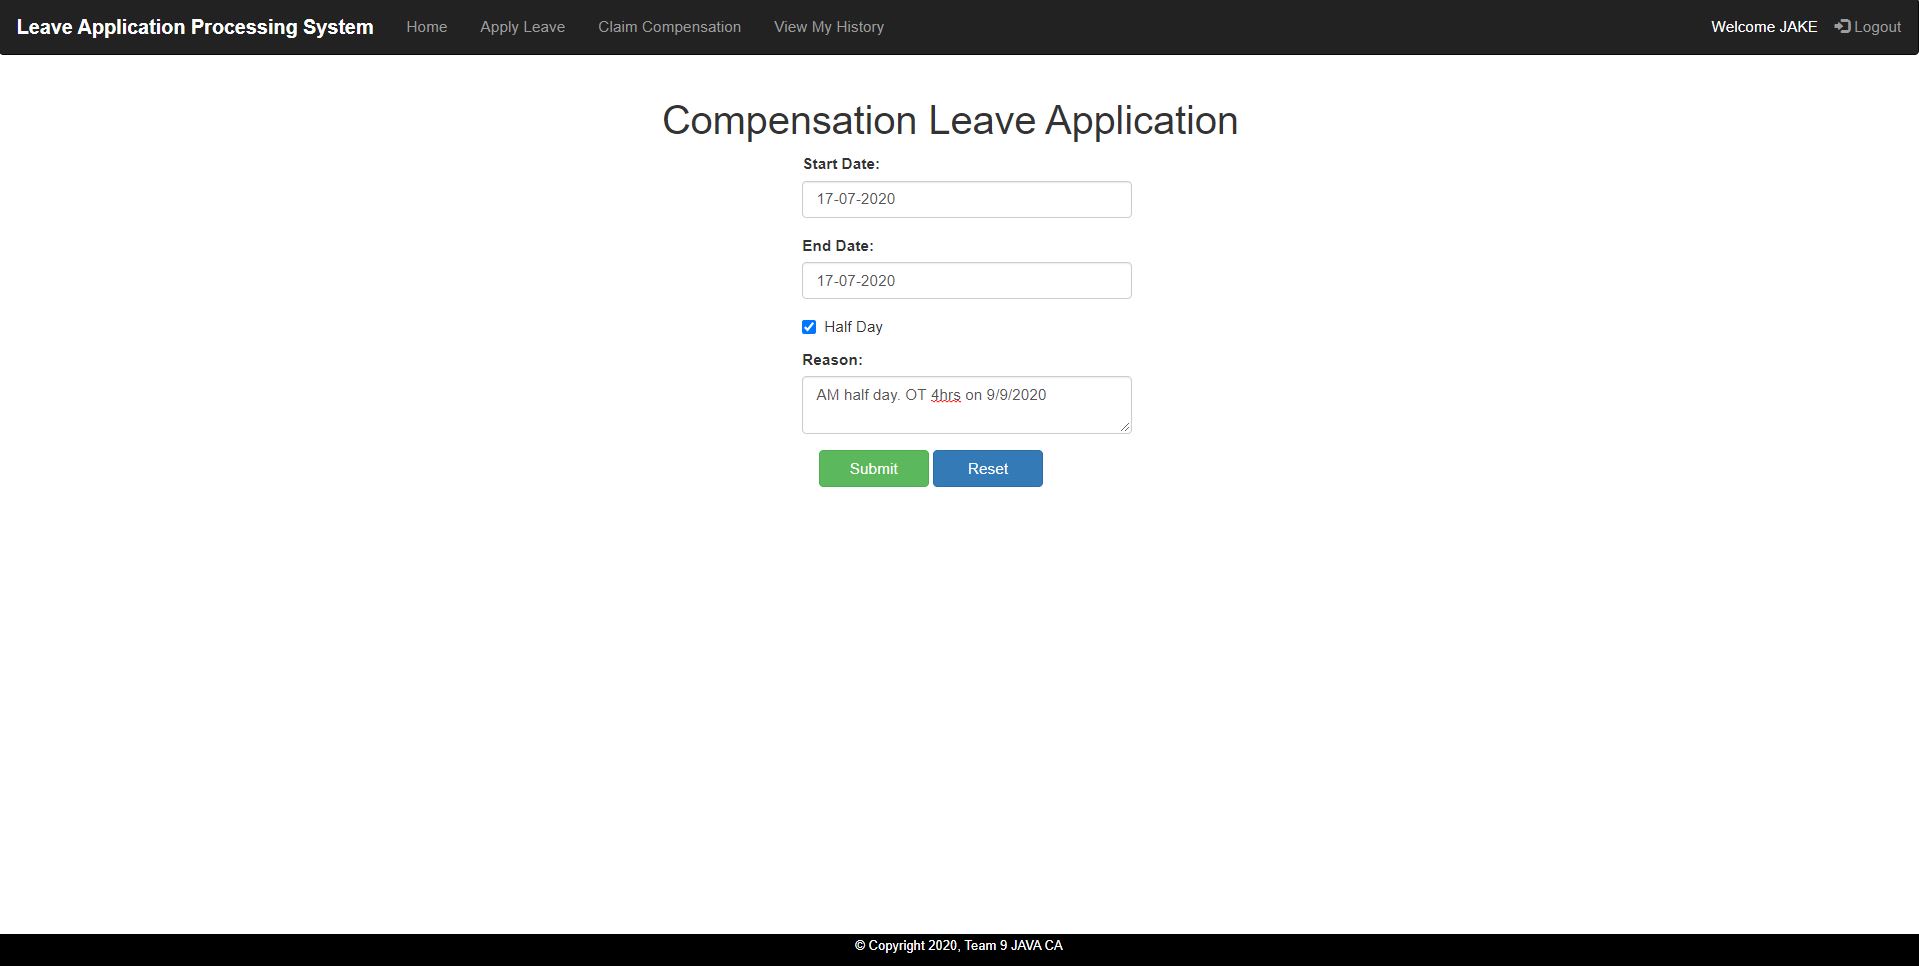 Leave Application Processing System Home Apply Leave Claim Compensation View My History Welcome JAKE Logout
Compensation Leave Application
Start Date:
17-07-2020
End Date:
17-07-2020
Half Day
Reason:
AM half day. OT 4hrs on 9/9/2020
Submit Reset
© Copyright 2020, Team 9 JAVA CA